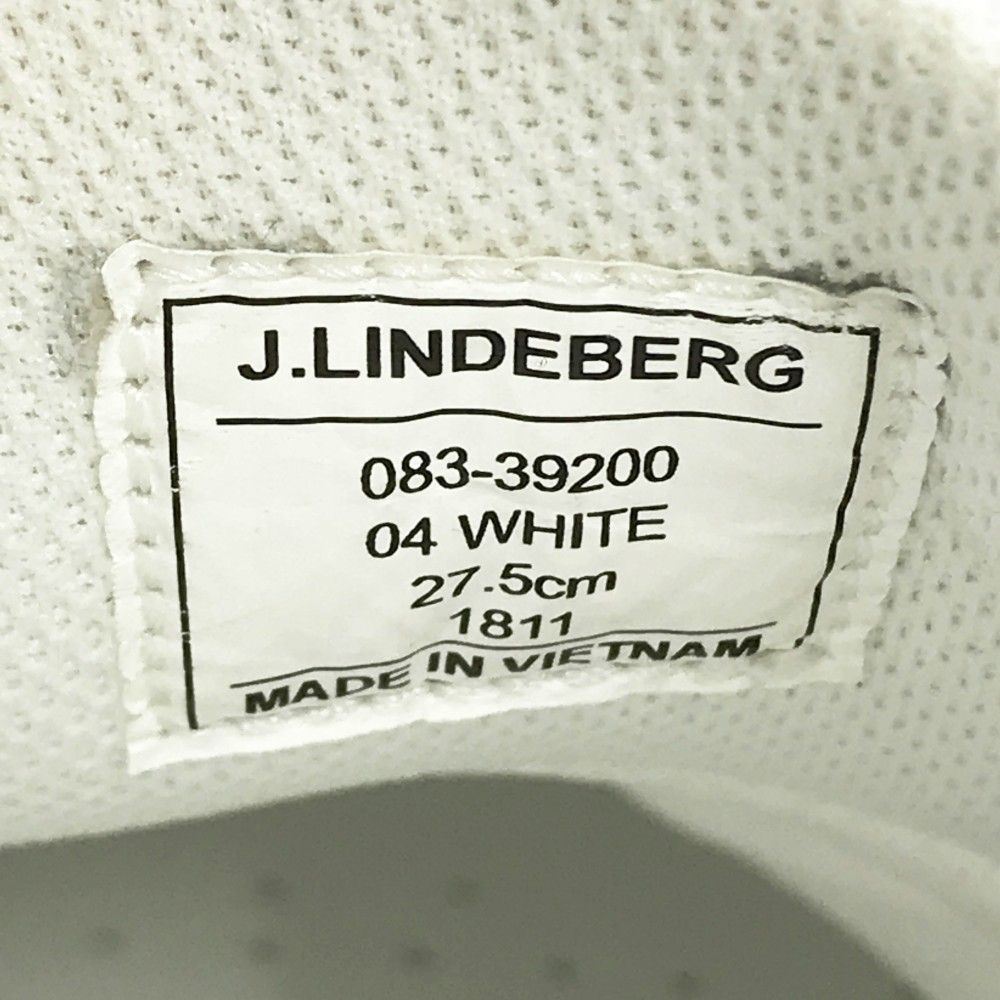 J.LINDEBERG
083-39200
04 WHITE
27.5cm
1811
MADE IN VIETNAM